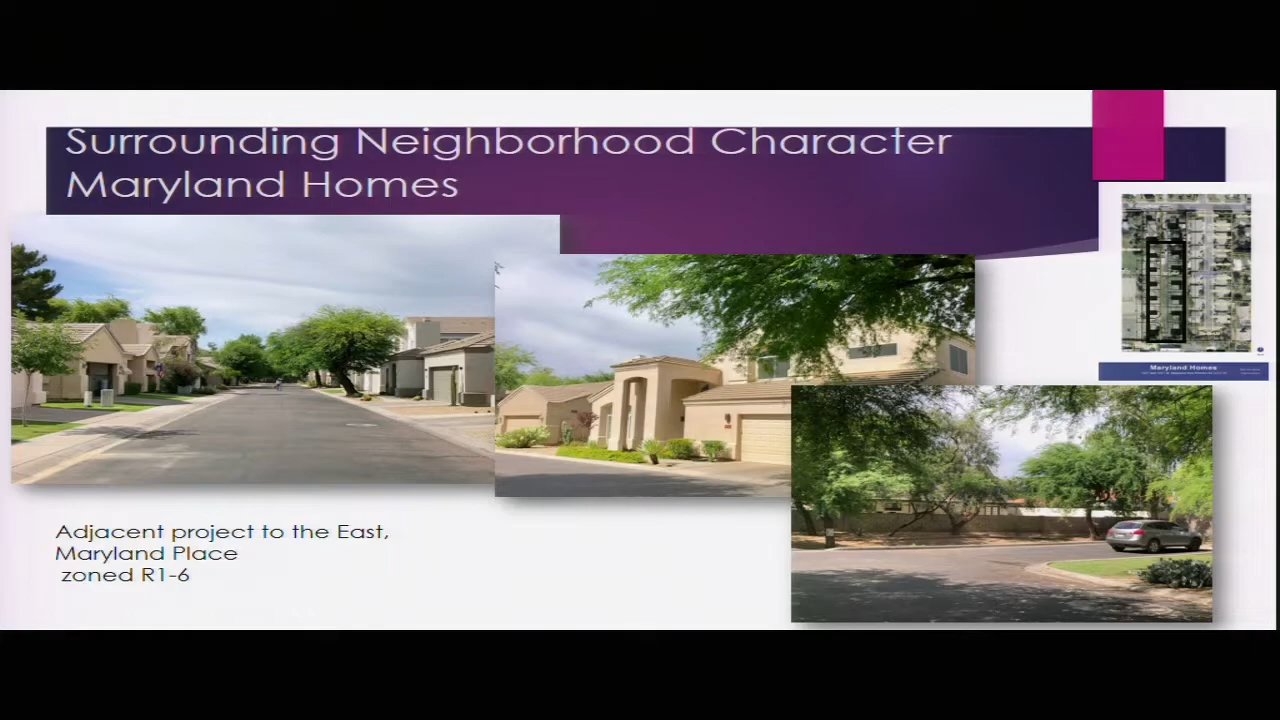 Surrounding Neighborhood Character
Maryland Homes
Maryland Homes
Adjacent project to the East,
Maryland Place
zoned R1-6